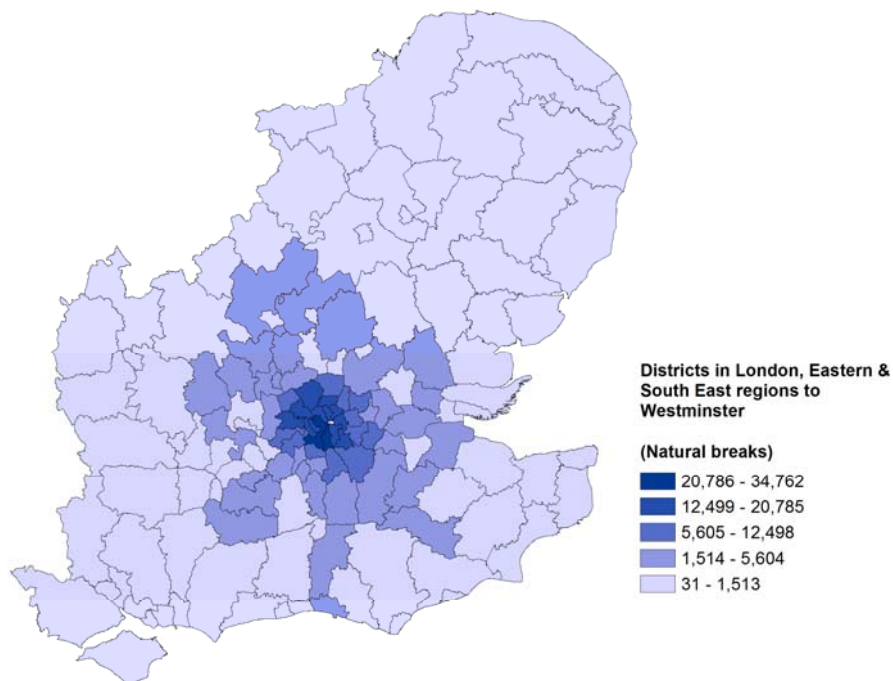 Districts in London, Eastern &
South East regions to
Westminster
(Natural breaks)
20,786 - 34,762
12,499 - 20,785
5,605 - 12,498
1,514 - 5,604
31 - 1,513